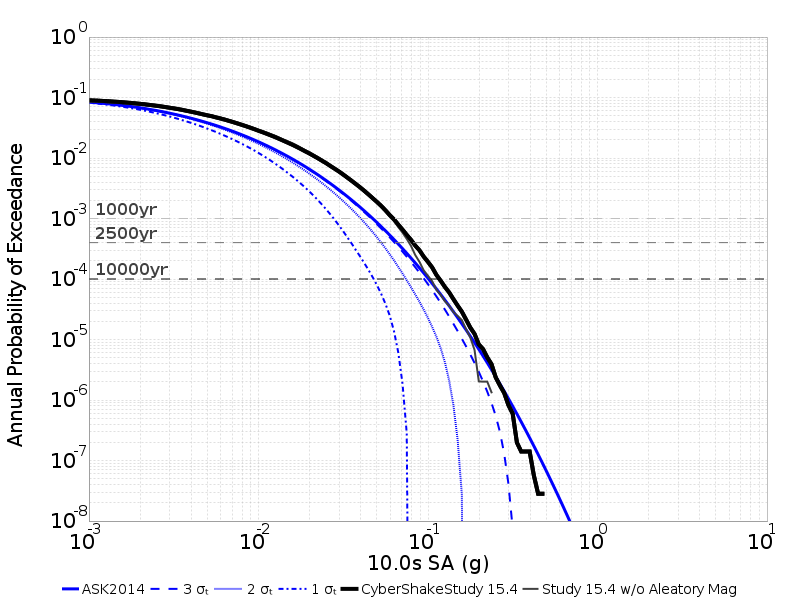 10^0
10^-1
10^-2
10^-3
10^-4
10^-5
10^-6
10^-7
10^-8
Annual Probability of Exceedance
1000yr
2500yr
10000yr
10^-3 10^-2 10^-1 10^0 10^1
10.0s SA (g)
ASK2014 3 σₜ 2 σₜ 1 σₜ CyberShakeStudy 15.4 Study 15.4 w/o Aleatory Mag